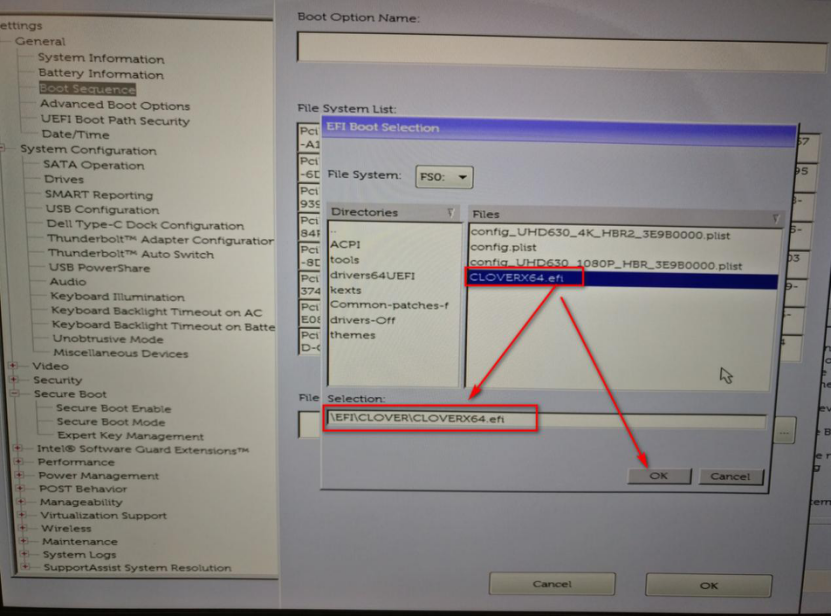 ettings
General
System Information
Battery Information
Boot Sequence
Advanced Boot Options
UEFI Boot Path Security
Date/Time
System Configuration
SATA Operation
Drives
SMART Reporting
USB Configuration
Dell Type-C Dock Configuration
Thunderbolt™ Adapter Configuration
Thunderbolt™ Auto Switch
USB PowerShare
Audio
Keyboard Illumination
Keyboard Backlight Timeout on AC
Keyboard Backlight Timeout on Batte
Unobtrusive Mode
Miscellaneous Devices
Video
Security
Secure Boot
Secure Boot Enable
Secure Boot Mode
Expert Key Management
Intel® Software Guard Extensions™
Performance
Power Management
POST Behavior
Manageability
Virtualization Support
Wireless
Maintenance
System Logs
SupportAssist System Resolution
Boot Option Name:
File System List:
Pci
-A1
Pci
-6D
Pci
939
Pci
84F
Pci
-8D
Pci
374
Pci
E08
Pci
D-C
EFI Boot Selection
File System: FS0:
Directories
..
ACPI
tools
drivers64UEFI
kexts
Common-patches-f
drivers-Off
themes
Files
config_UHD630_4K_HBR2_3E9B0000.plist
config.plist
config_UHD630_1080P_HBR_3E9B0000.plist
CLOVERX64.efi
File
Selection:
\EFI\CLOVER\CLOVERX64.efi
OK Cancel
...
Cancel OK